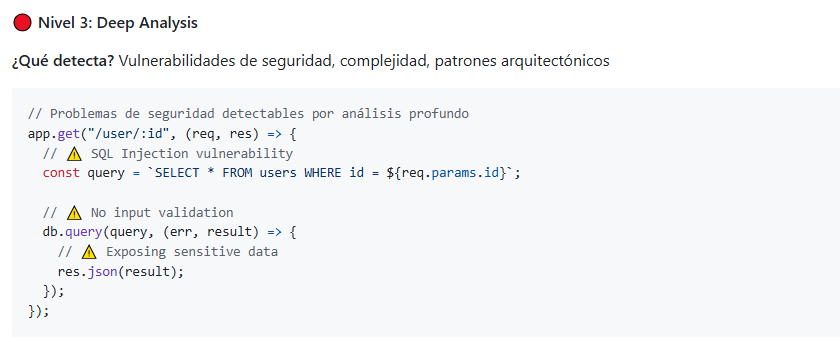 🔴 Nivel 3: Deep Analysis
¿Qué detecta? Vulnerabilidades de seguridad, complejidad, patrones arquitectónicos
// Problemas de seguridad detectables por análisis profundo
app.get("/user/:id", (req, res) => {
  // ⚠️ SQL Injection vulnerability
  const query = `SELECT * FROM users WHERE id = ${req.params.id}`;

  // ⚠️ No input validation
  db.query(query, (err, result) => {
    // ⚠️ Exposing sensitive data
    res.json(result);
  });
});